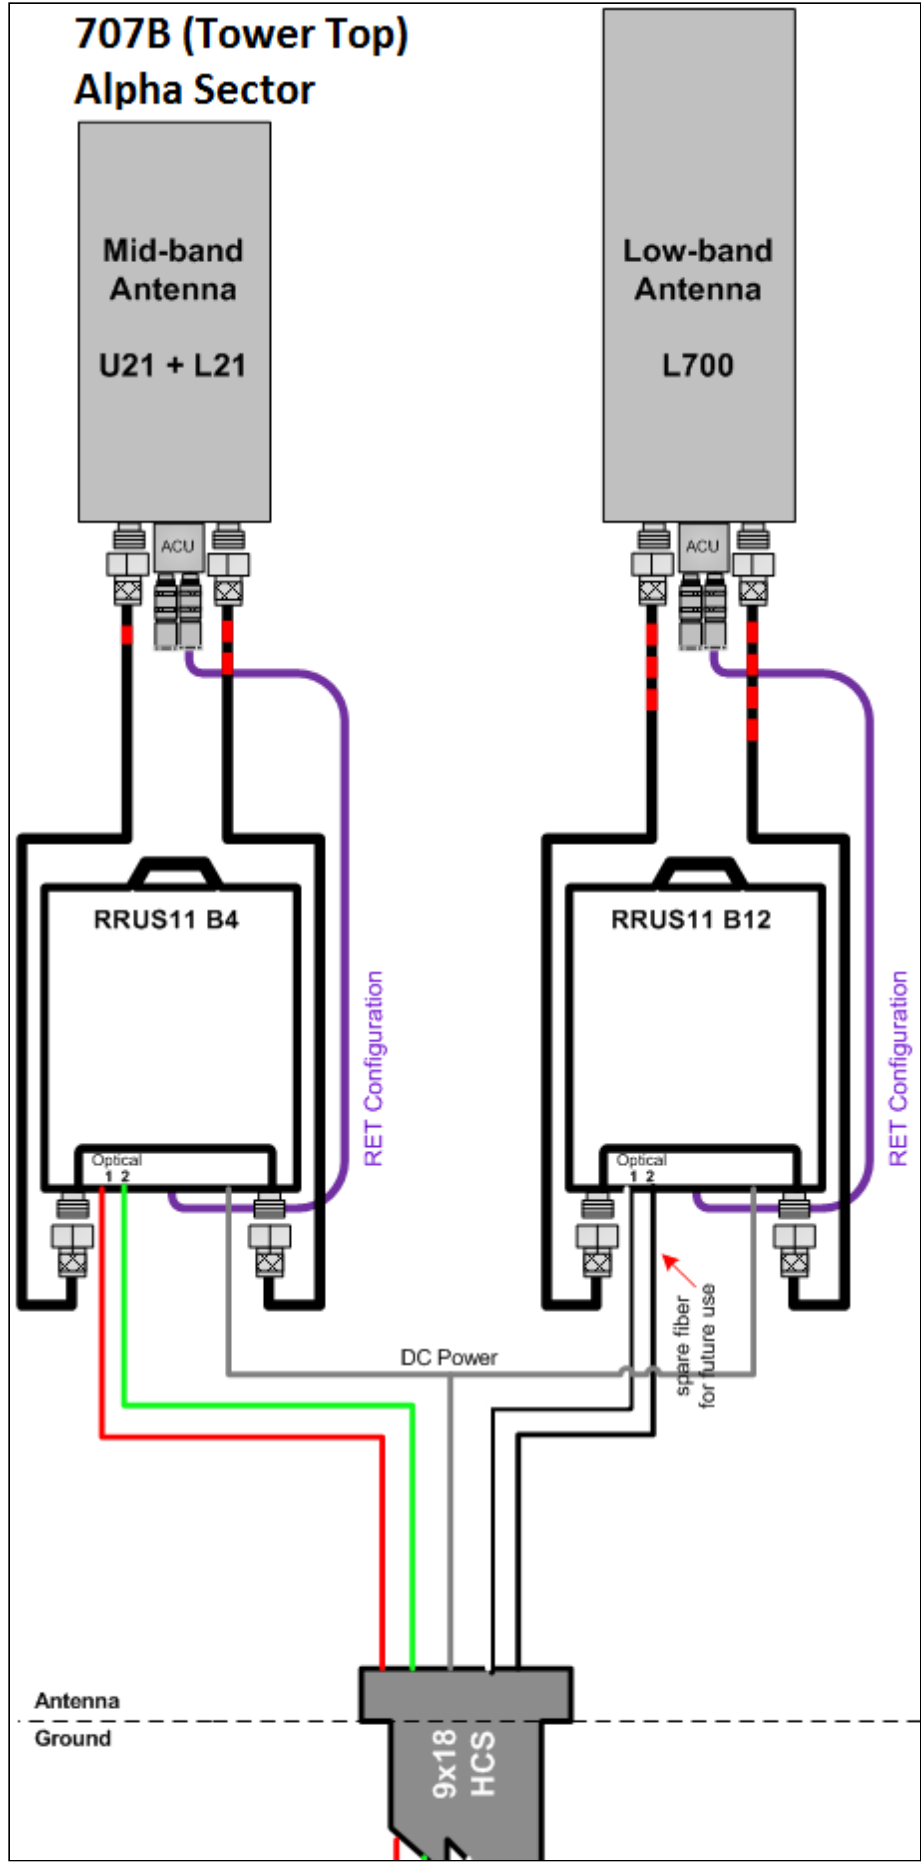 707B (Tower Top)
Alpha Sector
Mid-band
Antenna
U21 + L21
Low-band
Antenna
L700
ACU
ACU
RRUS11 B4
RRUS11 B12
RET Configuration
RET Configuration
Optical
1 2
Optical
1 2
spare fiber
for future use
DC Power
Antenna
Ground
9x18
HCS